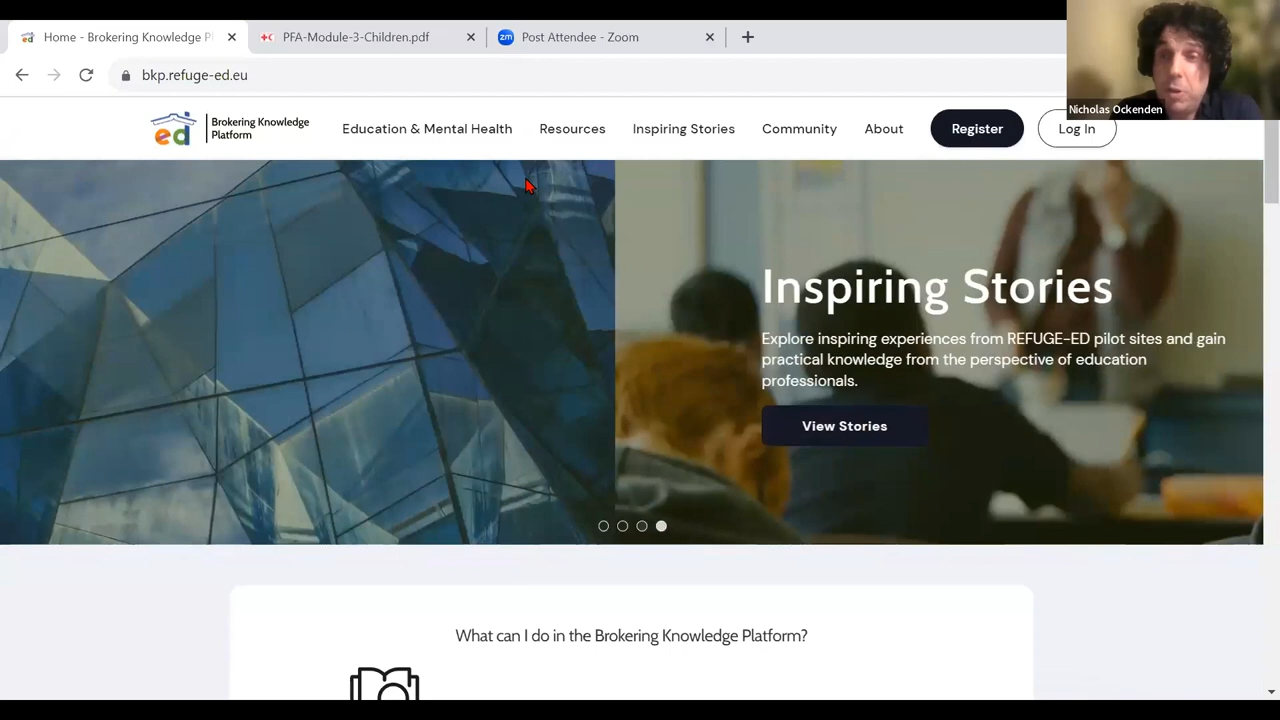 Home - Brokering Knowledge P
PFA-Module-3-Children.pdf
zm
Post Attendee - Zoom
bkp.refuge-ed.eu
Nicholas Ockenden
ed
Brokering Knowledge
Platform
Education & Mental Health
Resources
Inspiring Stories
Community
About
Register
Log In
Inspiring Stories
Explore inspiring experiences from REFUGE-ED pilot sites and gain
practical knowledge from the perspective of education
professionals.
View Stories
What can I do in the Brokering Knowledge Platform?